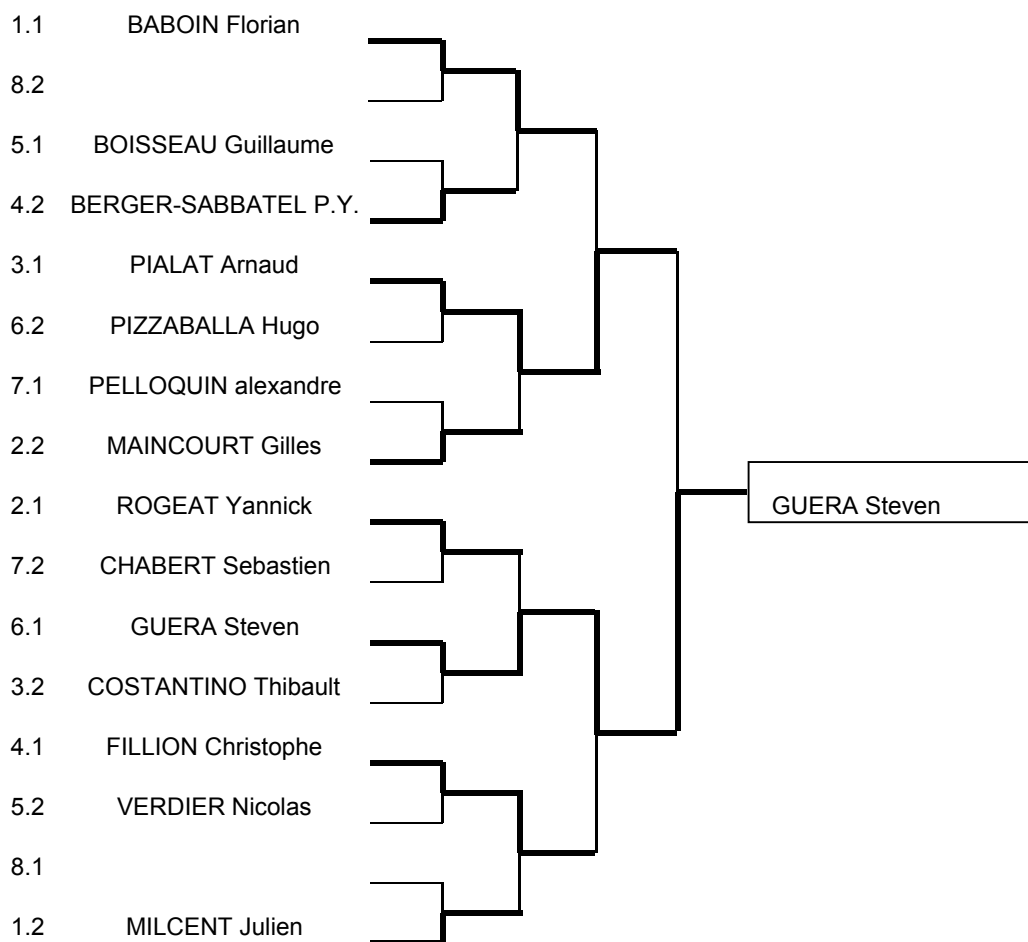 1.1 BABOIN Florian
8.2
5.1 BOISSEAU Guillaume
4.2 BERGER-SABBATEL P.Y.
3.1 PIALAT Arnaud
6.2 PIZZABALLA Hugo
7.1 PELLOQUIN alexandre
2.2 MAINCOURT Gilles
2.1 ROGEAT Yannick
GUERA Steven
7.2 CHABERT Sebastien
6.1 GUERA Steven
3.2 COSTANTINO Thibault
4.1 FILLION Christophe
5.2 VERDIER Nicolas
8.1
1.2 MILCENT Julien